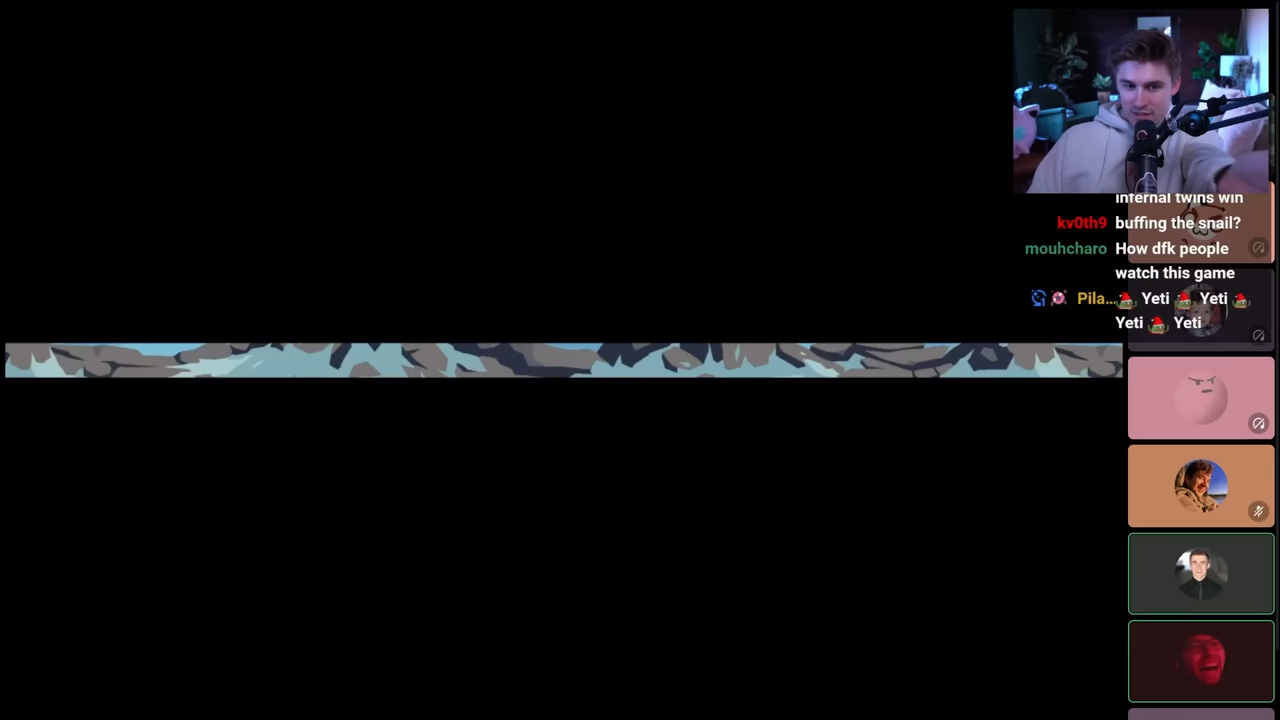 infernal twins win
kv0th9 buffing the snail?
mouhcharo How dfk people
watch this game
Pila… Yeti Yeti
Yeti Yeti